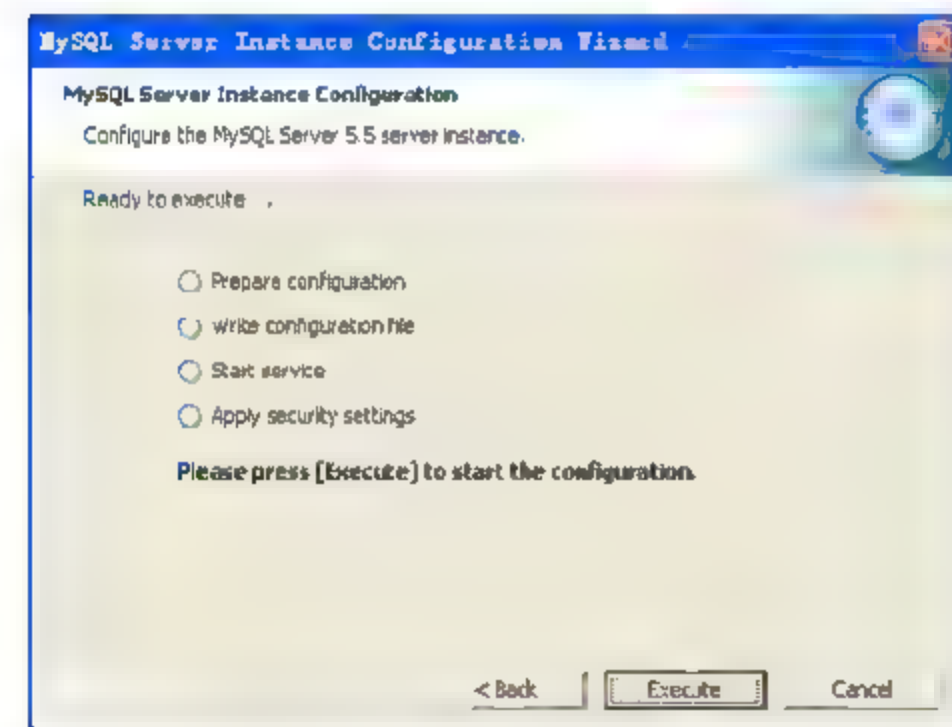 MySQL Server Instance Configuration Wizard
MySQL Server Instance Configuration
Configure the MySQL Server 5.5 server instance.
Ready to execute .
Prepare configuration
Write configuration file
Start service
Apply security settings
Please press [Execute] to start the configuration.
< Back
Execute
Cancel